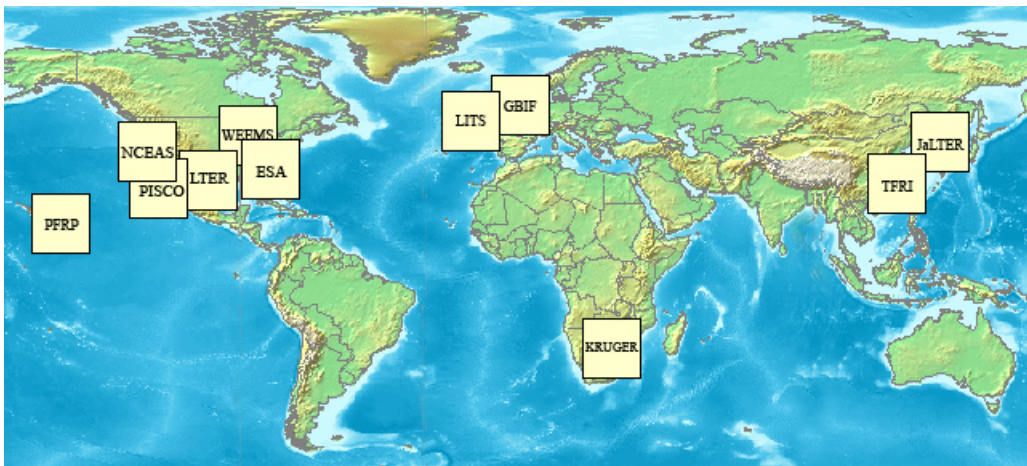 GBIF
LITS
WEEMS
NCEAS
JaLTER
ESA
LTER
PISCO
TFRI
PFRP
KRUGER